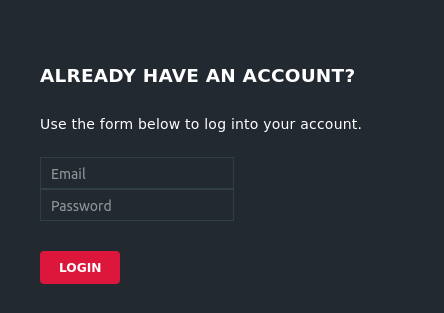 ALREADY HAVE AN ACCOUNT?
Use the form below to log into your account.
Email
Password
LOGIN